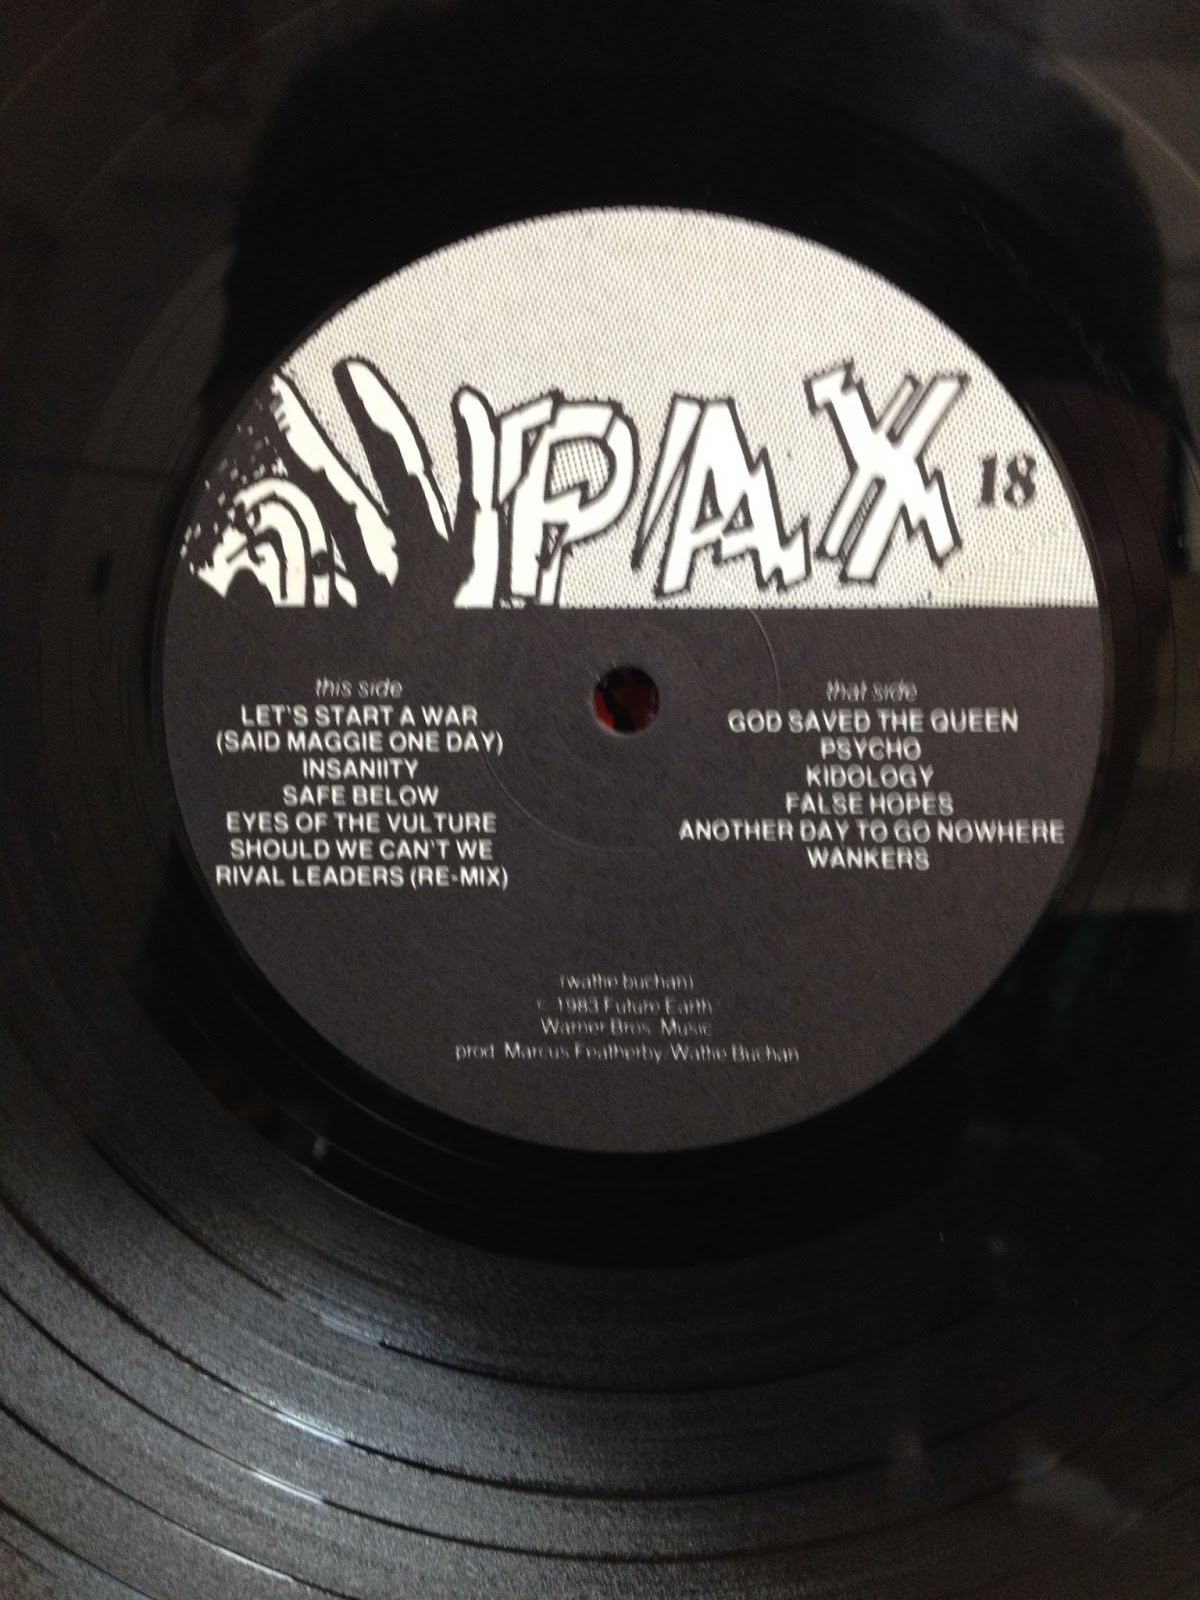 PAX 18
this side
LET'S START A WAR
(SAID MAGGIE ONE DAY)
INSANIITY
SAFE BELOW
EYES OF THE VULTURE
SHOULD WE CAN'T WE
RIVAL LEADERS (RE-MIX)
that side
GOD SAVED THE QUEEN
PSYCHO
KIDOLOGY
FALSE HOPES
ANOTHER DAY TO GO NOWHERE
WANKERS
(wattie buchan)
© 1983 Future Earth
Warner Bros. Music
prod. Marcus Featherby/Wattie Buchan